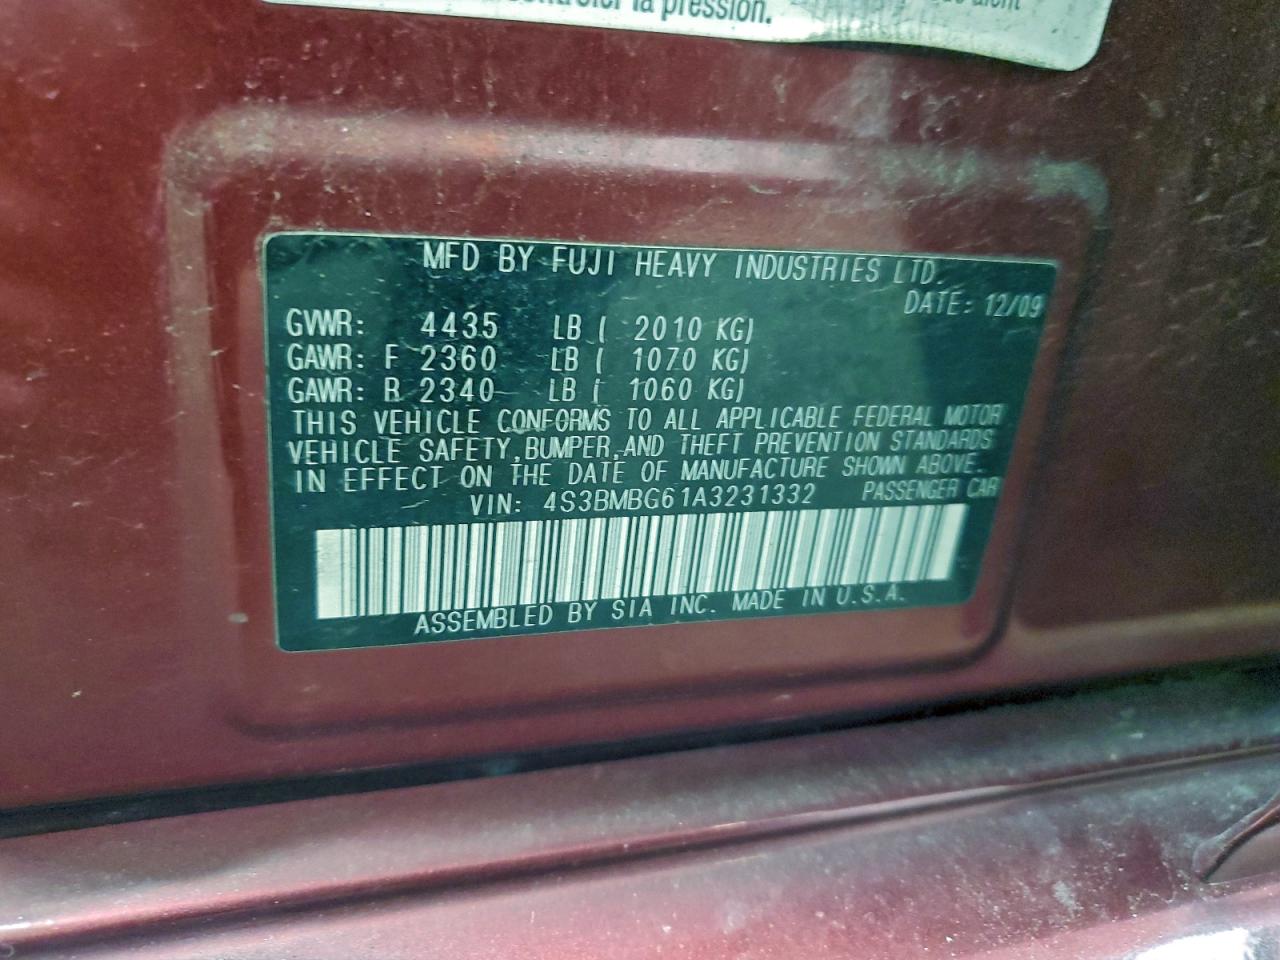 contrôler la pression.
MFD BY FUJI HEAVY INDUSTRIES LTD.
DATE: 12/09
GVWR: 4435 LB ( 2010 KG)
GAWR: F 2360 LB ( 1070 KG)
GAWR: R 2340 LB ( 1060 KG)
THIS VEHICLE CONFORMS TO ALL APPLICABLE FEDERAL MOTOR
VEHICLE SAFETY,BUMPER,AND THEFT PREVENTION STANDARDS
IN EFFECT ON THE DATE OF MANUFACTURE SHOWN ABOVE.
VIN: 4S3BMBG61A3231332 PASSENGER CAR
ASSEMBLED BY SIA INC. MADE IN U.S.A.